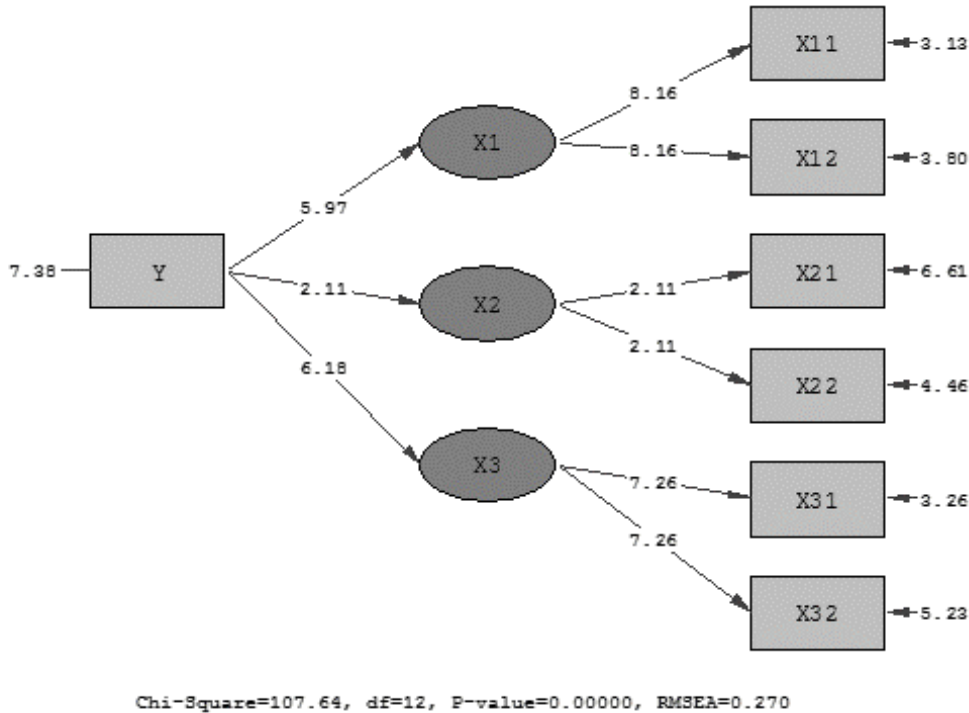 X11
3.13
8.16
X1
8.16
X12
3.80
5.97
7.38
Y
2.11
X2
2.11
X21
6.61
2.11
6.18
X22
4.46
X3
7.26
X31
3.26
7.26
X32
5.23
Chi-Square=107.64, df=12, P-value=0.00000, RMSEA=0.270